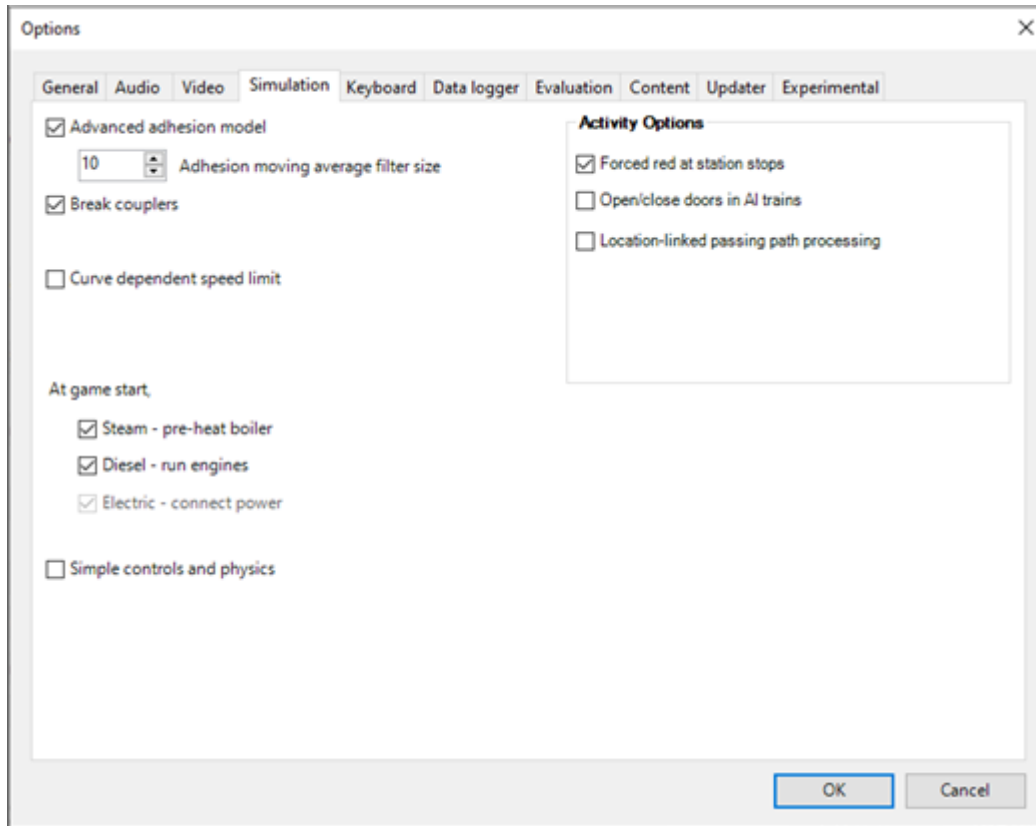 Options
General Audio Video Simulation Keyboard Data logger Evaluation Content Updater Experimental
Advanced adhesion model
10 Adhesion moving average filter size
Break couplers
Curve dependent speed limit
At game start,
Steam - pre-heat boiler
Diesel - run engines
Electric - connect power
Simple controls and physics
Activity Options
Forced red at station stops
Open/close doors in AI trains
Location-linked passing path processing
OK Cancel